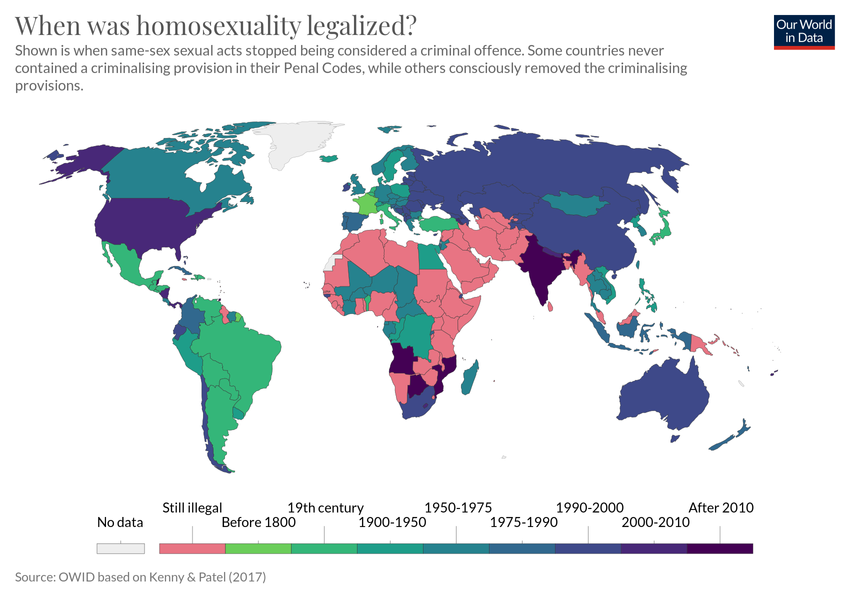 When was homosexuality legalized?
Our World
in Data
Shown is when same-sex sexual acts stopped being considered a criminal offence. Some countries never
contained a criminalising provision in their Penal Codes, while others consciously removed the criminalising
provisions.
Still illegal 19th century 1950-1975 1990-2000 After 2010
No data Before 1800 1900-1950 1975-1990 2000-2010
Source: OWID based on Kenny & Patel (2017)